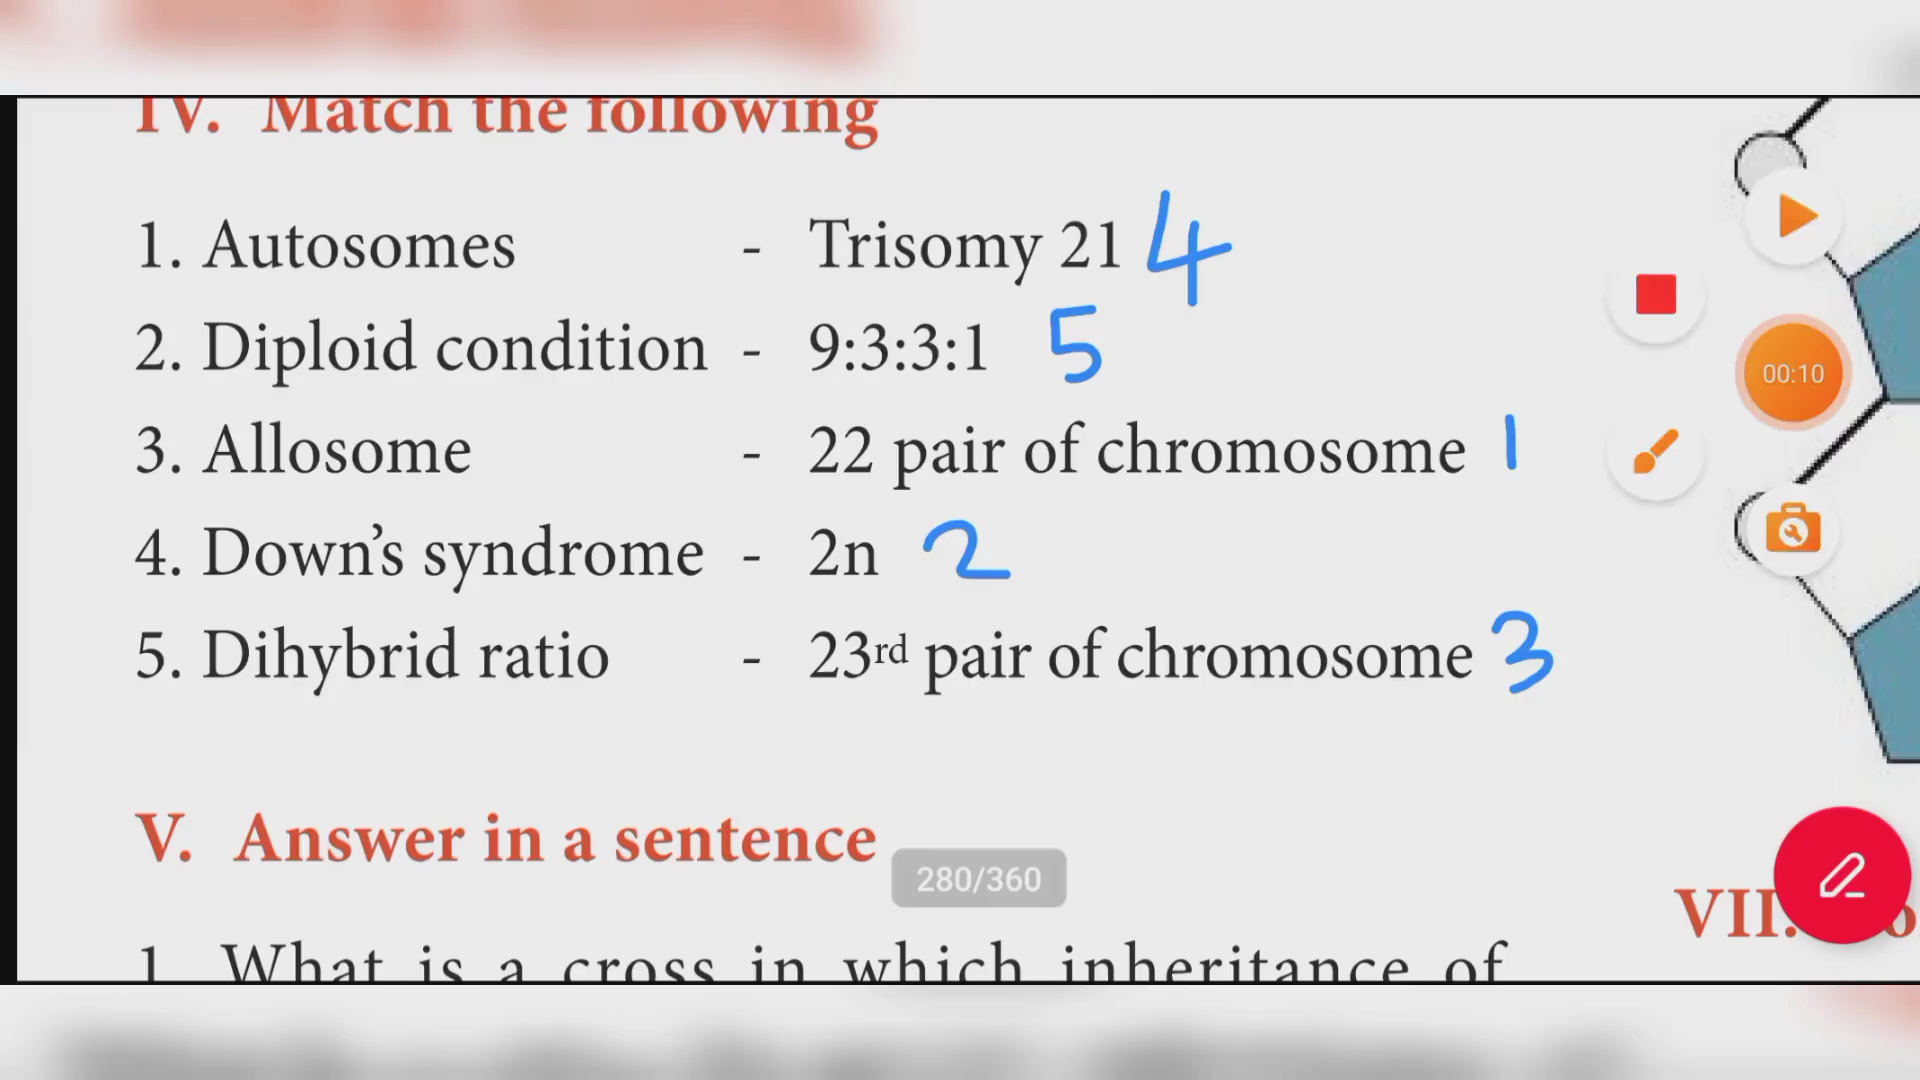 IV. Match the following
1. Autosomes - Trisomy 21 4
2. Diploid condition - 9:3:3:1 5
3. Allosome - 22 pair of chromosome 1
4. Down's syndrome - 2n 2
5. Dihybrid ratio - 23rd pair of chromosome 3
00:10
V. Answer in a sentence
280/360
VII.
1 What is a cross in which inheritance of